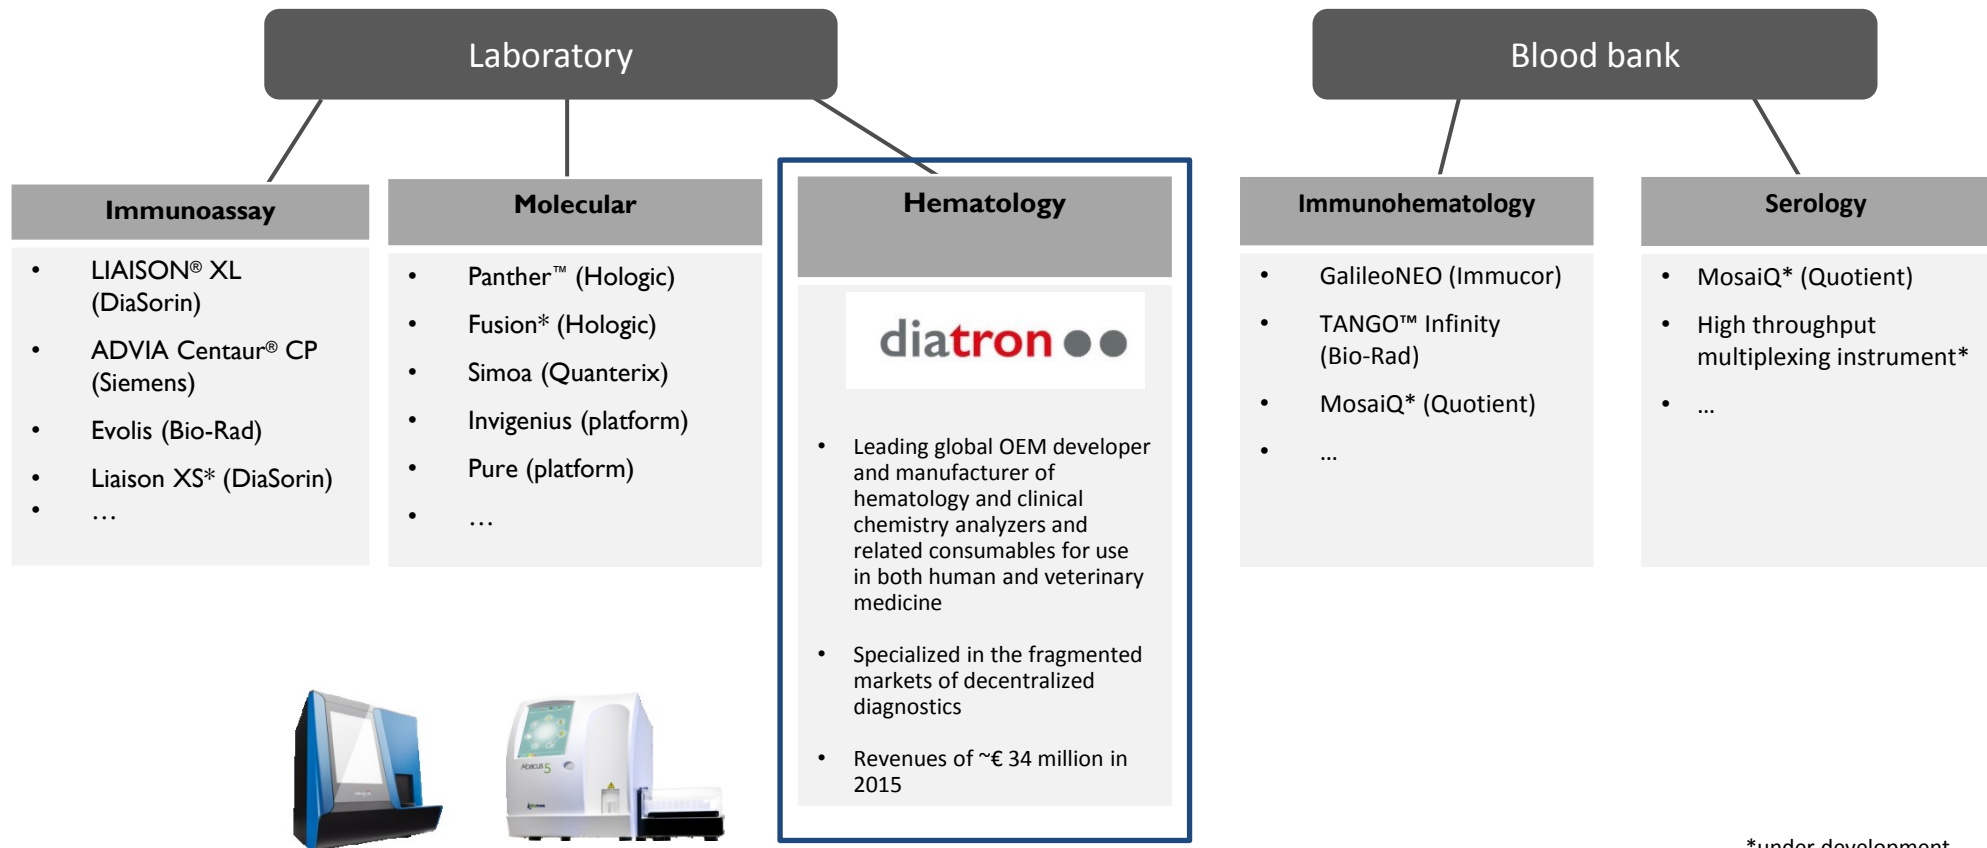 Laboratory
Blood bank
Immunoassay
• LIAISON® XL
(DiaSorin)
• ADVIA Centaur® CP
(Siemens)
• Evolis (Bio-Rad)
• Liaison XS* (DiaSorin)
• …
Molecular
• Panther™ (Hologic)
• Fusion* (Hologic)
• Simoa (Quanterix)
• Invigenius (platform)
• Pure (platform)
• …
Hematology
diatron
• Leading global OEM developer
and manufacturer of
hematology and clinical
chemistry analyzers and
related consumables for use
in both human and veterinary
medicine
• Specialized in the fragmented
markets of decentralized
diagnostics
• Revenues of ~€ 34 million in
2015
Immunohematology
• GalileoNEO (Immucor)
• TANGO™ Infinity
(Bio-Rad)
• MosaiQ* (Quotient)
• …
Serology
• MosaiQ* (Quotient)
• High throughput
multiplexing instrument*
• …
Abacus 5
diatron
*under development